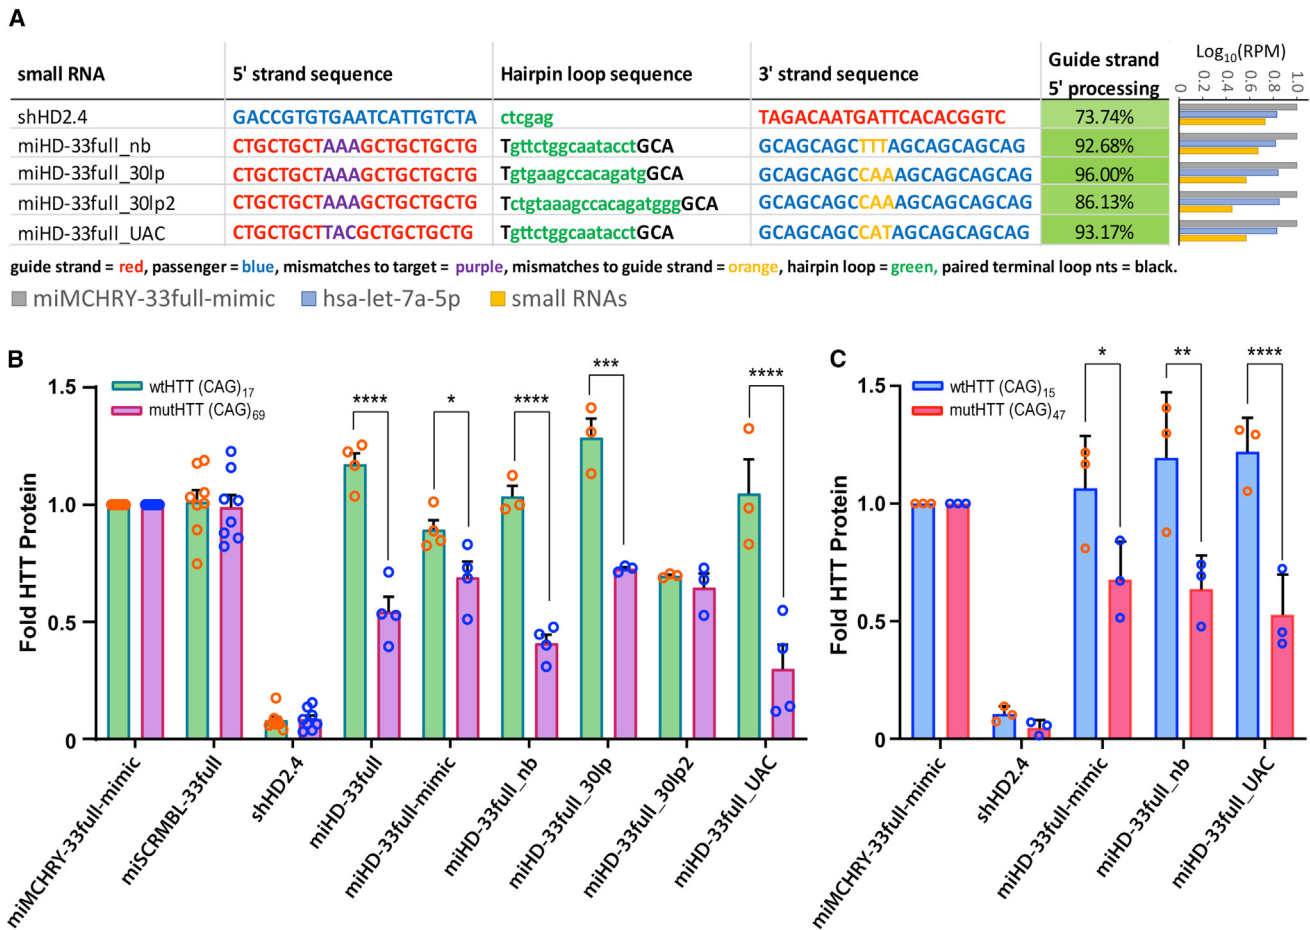 A
small RNA 5' strand sequence Hairpin loop sequence 3' strand sequence Guide strand 5' processing Log10(RPM)
0 0.2 0.4 0.6 0.8 1.0
shHD2.4 GACCGTGTGAATCATTGTCTA ctcgag TAGACAATGATTCACACGGTC 73.74%
miHD-33full_nb CTGCTGCTAAAGCTGCTGCTG TgttctggcaatacctGCA GCAGCAGCTTTAGCAGCAGCAG 92.68%
miHD-33full_30lp CTGCTGCTAAAGCTGCTGCTG TgtgaagccacagatgGCA GCAGCAGCCAAAGCAGCAGCAG 96.00%
miHD-33full_30lp2 CTGCTGCTAAAGCTGCTGCTG TctgtaaagccacagatgggGCA GCAGCAGCCAAAGCAGCAGCAG 86.13%
miHD-33full_UAC CTGCTGCTTACGCTGCTGCTG TgttctggcaatacctGCA GCAGCAGCCATAGCAGCAGCAG 93.17%
guide strand = red, passenger = blue, mismatches to target = purple, mismatches to guide strand = orange, hairpin loop = green, paired terminal loop nts = black.
miMCHRY-33full-mimic hsa-let-7a-5p small RNAs
B
Fold HTT Protein
1.5
1.0
0.5
0
wtHTT (CAG)17
mutHTT (CAG)69
**** * **** *** ****
miMCHRY-33full-mimic
miSCRMBL-33full
shHD2.4
miHD-33full
miHD-33full-mimic
miHD-33full_nb
miHD-33full_30lp
miHD-33full_30lp2
miHD-33full_UAC
C
Fold HTT Protein
1.5
1.0
0.5
0
wtHTT (CAG)15
mutHTT (CAG)47
* ** ****
miMCHRY-33full-mimic
shHD2.4
miHD-33full-mimic
miHD-33full_nb
miHD-33full_UAC